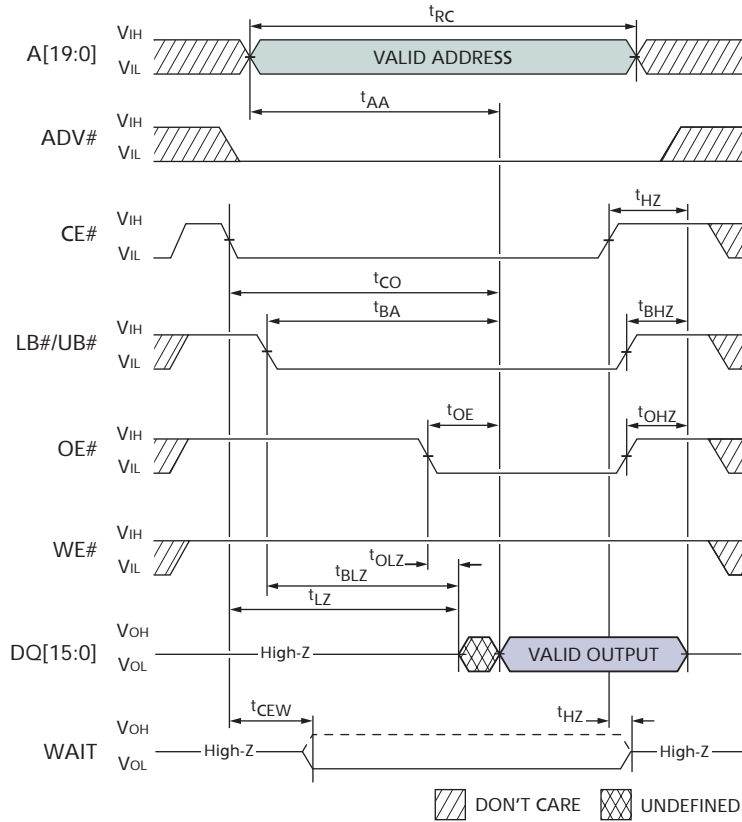 tRC
A[19:0] VIH VIL VALID ADDRESS
tAA
ADV# VIH VIL
tHZ
CE# VIH VIL
tCO
tBA tBHZ
LB#/UB# VIH VIL
tOE tOHZ
OE# VIH VIL
WE# VIH VIL
tOLZ
tBLZ
tLZ
DQ[15:0] VOH VOL High-Z VALID OUTPUT
tCEW tHZ
WAIT VOH VOL High-Z High-Z
DON'T CARE UNDEFINED